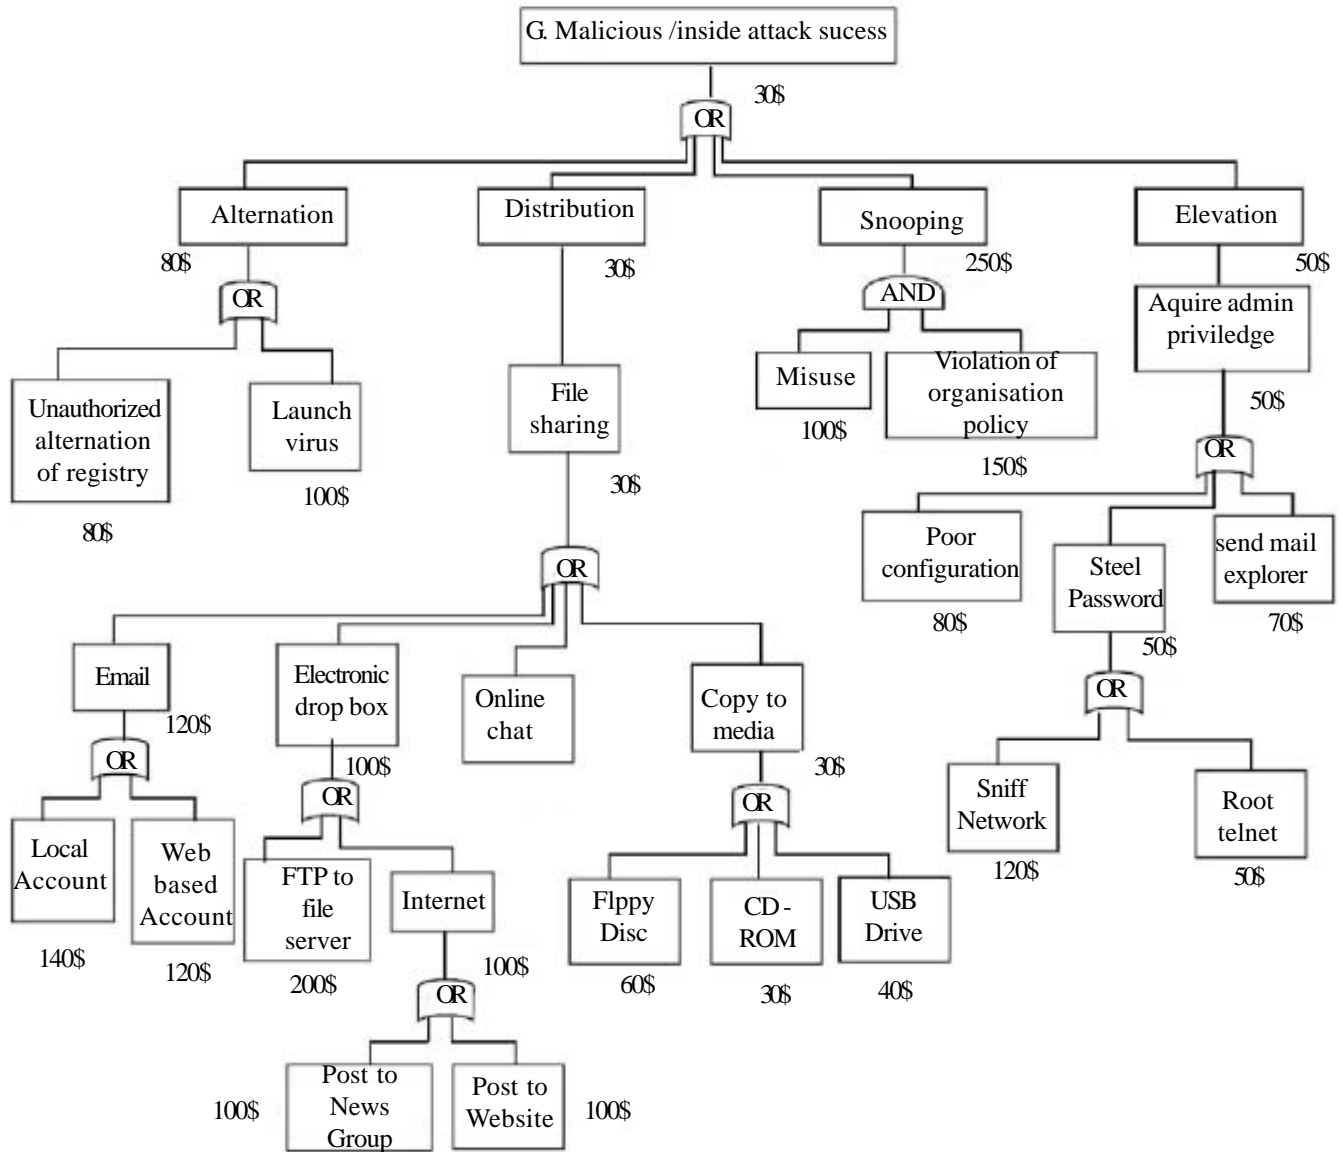 G. Malicious /inside attack sucess
30$
OR
Alternation
Distribution
Snooping
Elevation
80$
30$
250$
50$
OR
AND
Aquire admin
priviledge
Unauthorized
alternation
of registry
Launch
virus
File
sharing
Misuse
Violation of
organisation
policy
50$
80$
100$
30$
100$
150$
OR
OR
Poor
configuration
Steel
Password
send mail
explorer
80$
50$
70$
Email
Electronic
drop box
Online
chat
Copy to
media
OR
120$
100$
30$
OR
OR
OR
Sniff
Network
Root
telnet
120$
50$
Local
Account
Web
based
Account
FTP to
file
server
Internet
Flppy
Disc
CD -
ROM
USB
Drive
140$
120$
200$
100$
60$
30$
40$
OR
100$
Post to
News
Group
Post to
Website
100$